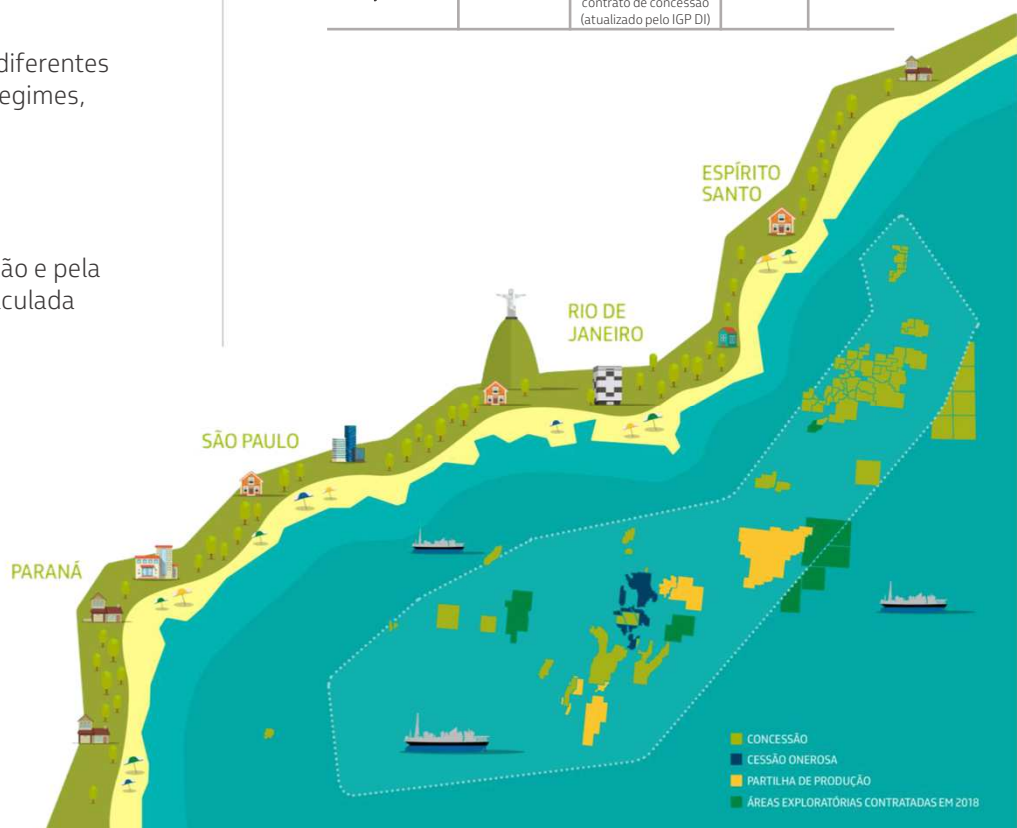 contrato de concessão
(atualizado pelo IGP DI)
diferentes
egimes,
ão e pela
culada
ESPÍRITO
SANTO
RIO DE
JANEIRO
SÃO PAULO
PARANÁ
CONCESSÃO
CESSÃO ONEROSA
PARTILHA DE PRODUÇÃO
ÁREAS EXPLORATÓRIAS CONTRATADAS EM 2018